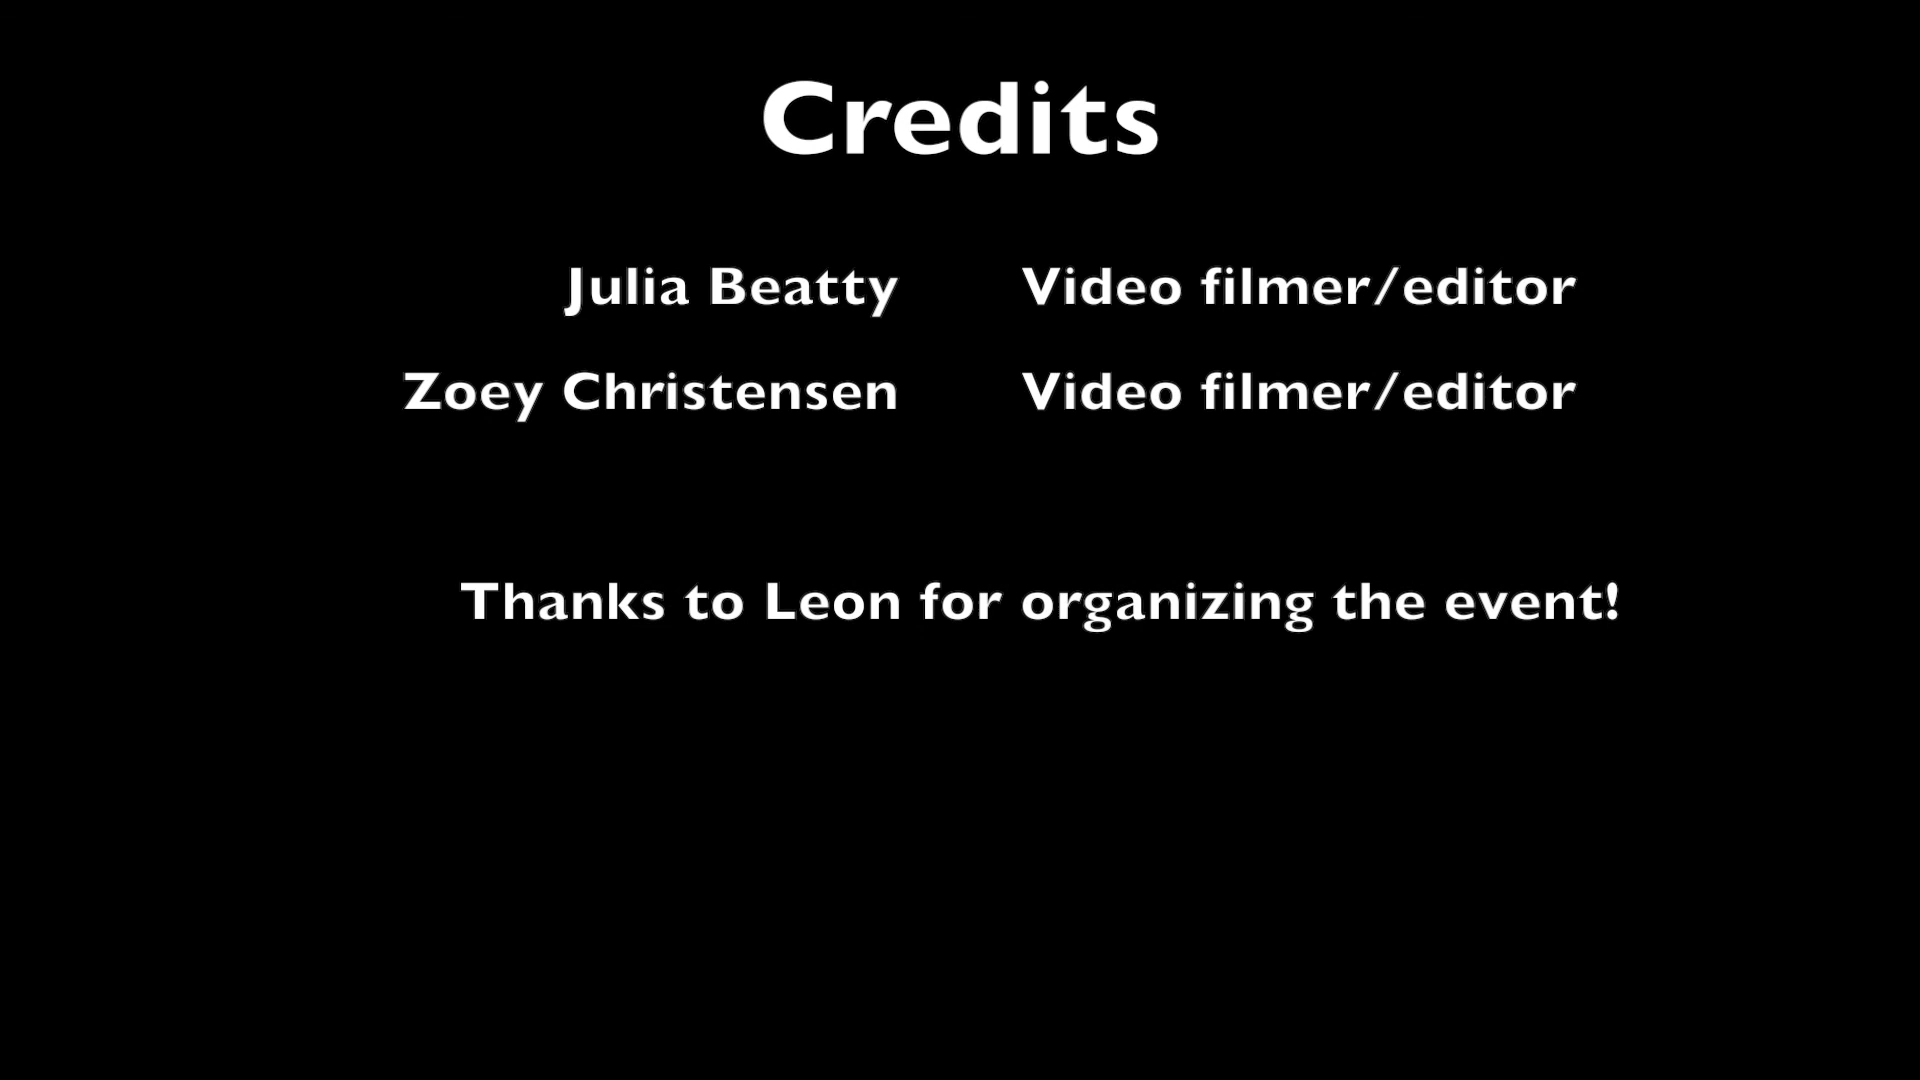 Credits
Julia Beatty Video filmer/editor
Zoey Christensen Video filmer/editor
Thanks to Leon for organizing the event!